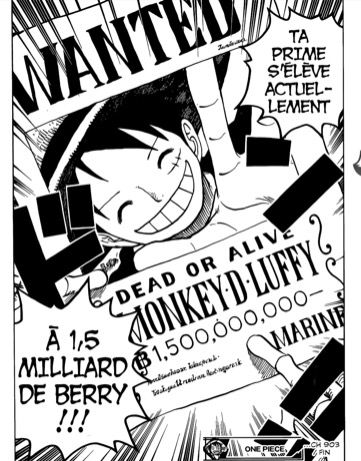 WANTED
TA
PRIME
S'ÉLÈVE
ACTUEL-
LEMENT
DEAD OR ALIVE
MONKEY·D·LUFFY
฿1,500,000,000-
MARINE
À 1,5
MILLIARD
DE BERRY
!!!
ONE PIECE
CH 903
FIN